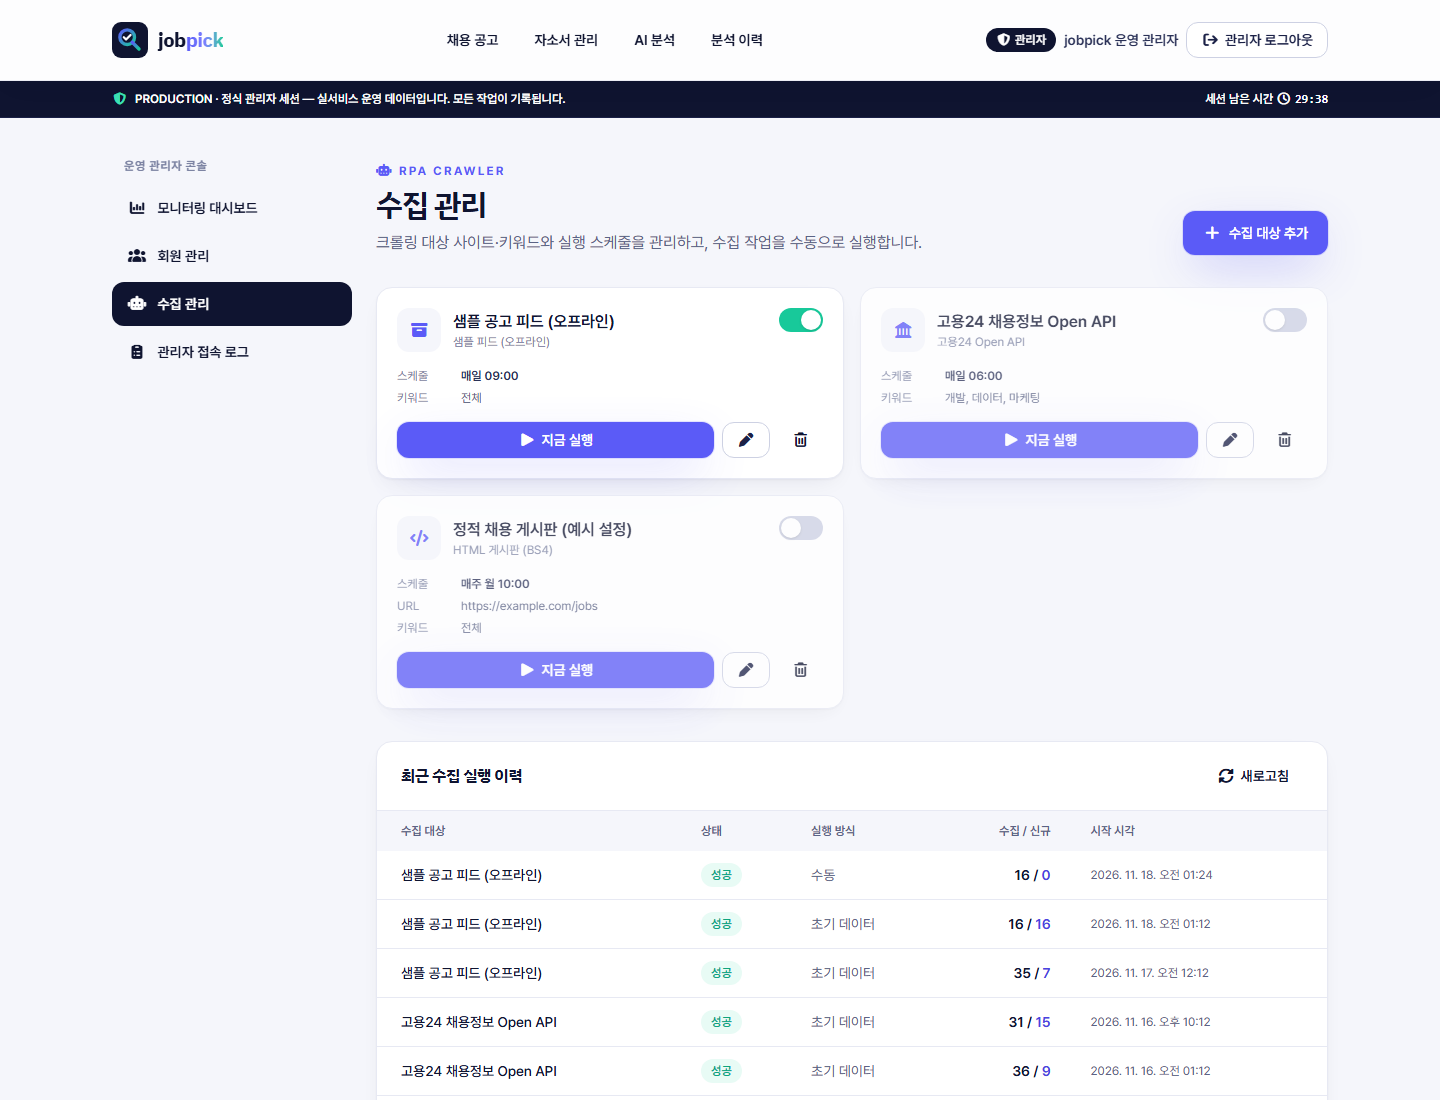 jobpick
채용 공고
자소서 관리
AI 분석
분석 이력
관리자
jobpick 운영 관리자
관리자 로그아웃
PRODUCTION · 정식 관리자 세션 — 실서비스 운영 데이터입니다. 모든 작업이 기록됩니다.
세션 남은 시간 29:38
운영 관리자 콘솔
모니터링 대시보드
회원 관리
수집 관리
관리자 접속 로그
RPA CRAWLER
수집 관리
크롤링 대상 사이트·키워드와 실행 스케줄을 관리하고, 수집 작업을 수동으로 실행합니다.
수집 대상 추가
샘플 공고 피드 (오프라인)
샘플 피드 (오프라인)
스케줄 매일 09:00
키워드 전체
지금 실행
고용24 채용정보 Open API
고용24 Open API
스케줄 매일 06:00
키워드 개발, 데이터, 마케팅
지금 실행
정적 채용 게시판 (예시 설정)
HTML 게시판 (BS4)
스케줄 매주 월 10:00
URL https://example.com/jobs
키워드 전체
지금 실행
최근 수집 실행 이력
새로고침
수집 대상 상태 실행 방식 수집 / 신규 시작 시각
샘플 공고 피드 (오프라인) 성공 수동 16 / 0 2026. 11. 18. 오전 01:24
샘플 공고 피드 (오프라인) 성공 초기 데이터 16 / 16 2026. 11. 18. 오전 01:12
샘플 공고 피드 (오프라인) 성공 초기 데이터 35 / 7 2026. 11. 17. 오전 12:12
고용24 채용정보 Open API 성공 초기 데이터 31 / 15 2026. 11. 16. 오후 10:12
고용24 채용정보 Open API 성공 초기 데이터 36 / 9 2026. 11. 16. 오전 01:12